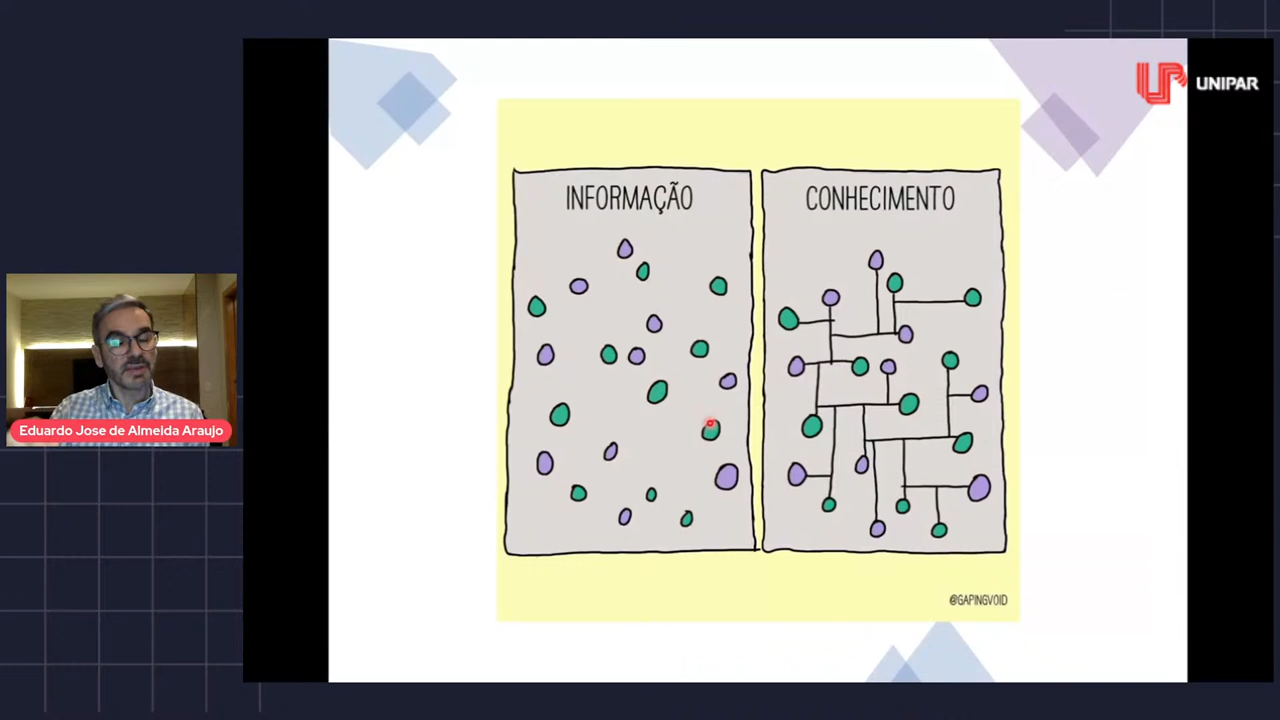 UNIPAR
INFORMAÇÃO
CONHECIMENTO
Eduardo Jose de Almeida Araujo
@GAPINGVOID